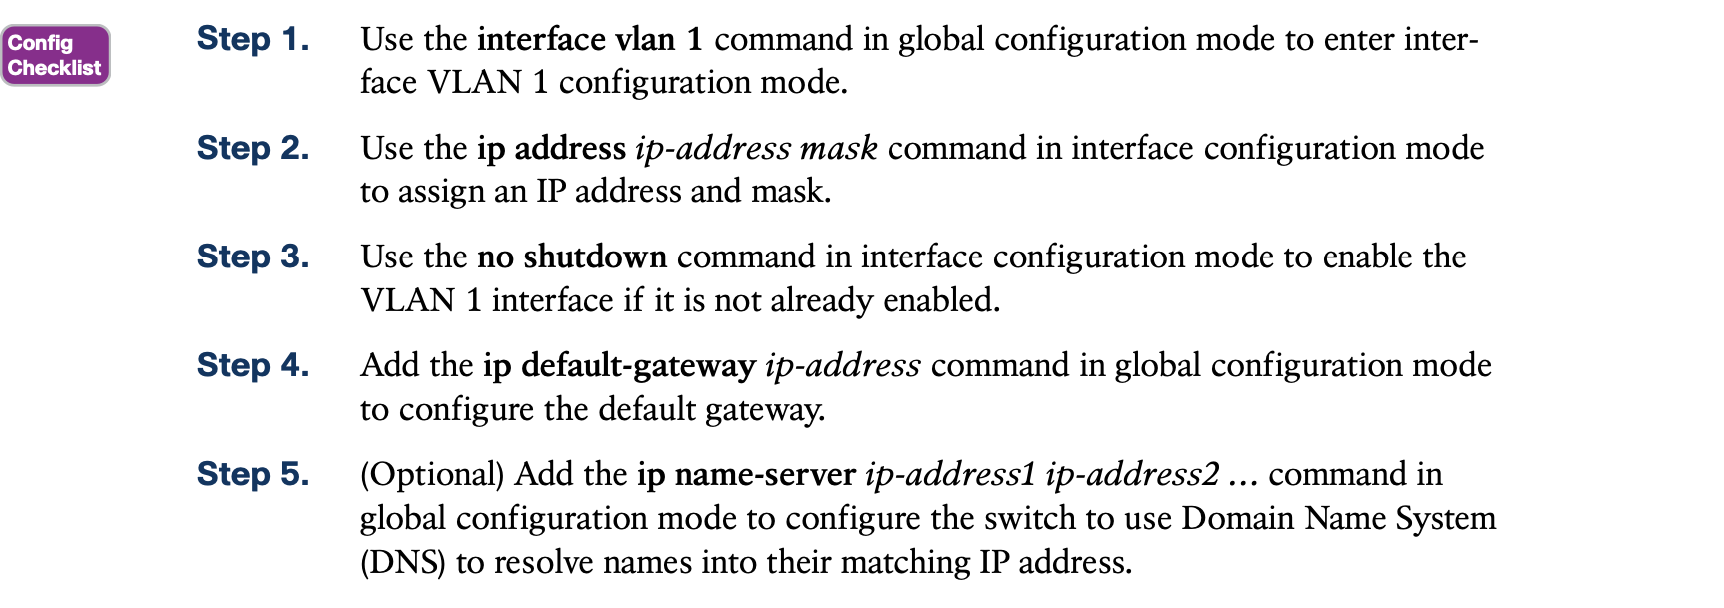 Config
Checklist
Step 1. Use the interface vlan 1 command in global configuration mode to enter inter-
face VLAN 1 configuration mode.
Step 2. Use the ip address ip-address mask command in interface configuration mode
to assign an IP address and mask.
Step 3. Use the no shutdown command in interface configuration mode to enable the
VLAN 1 interface if it is not already enabled.
Step 4. Add the ip default-gateway ip-address command in global configuration mode
to configure the default gateway.
Step 5. (Optional) Add the ip name-server ip-address1 ip-address2 … command in
global configuration mode to configure the switch to use Domain Name System
(DNS) to resolve names into their matching IP address.